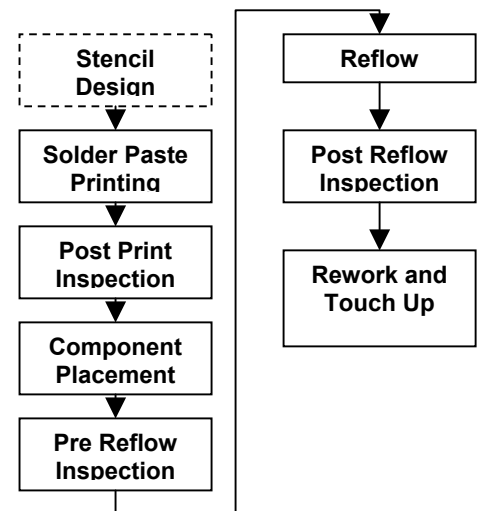 Stencil
Design
Solder Paste
Printing
Post Print
Inspection
Component
Placement
Pre Reflow
Inspection
Reflow
Post Reflow
Inspection
Rework and
Touch Up